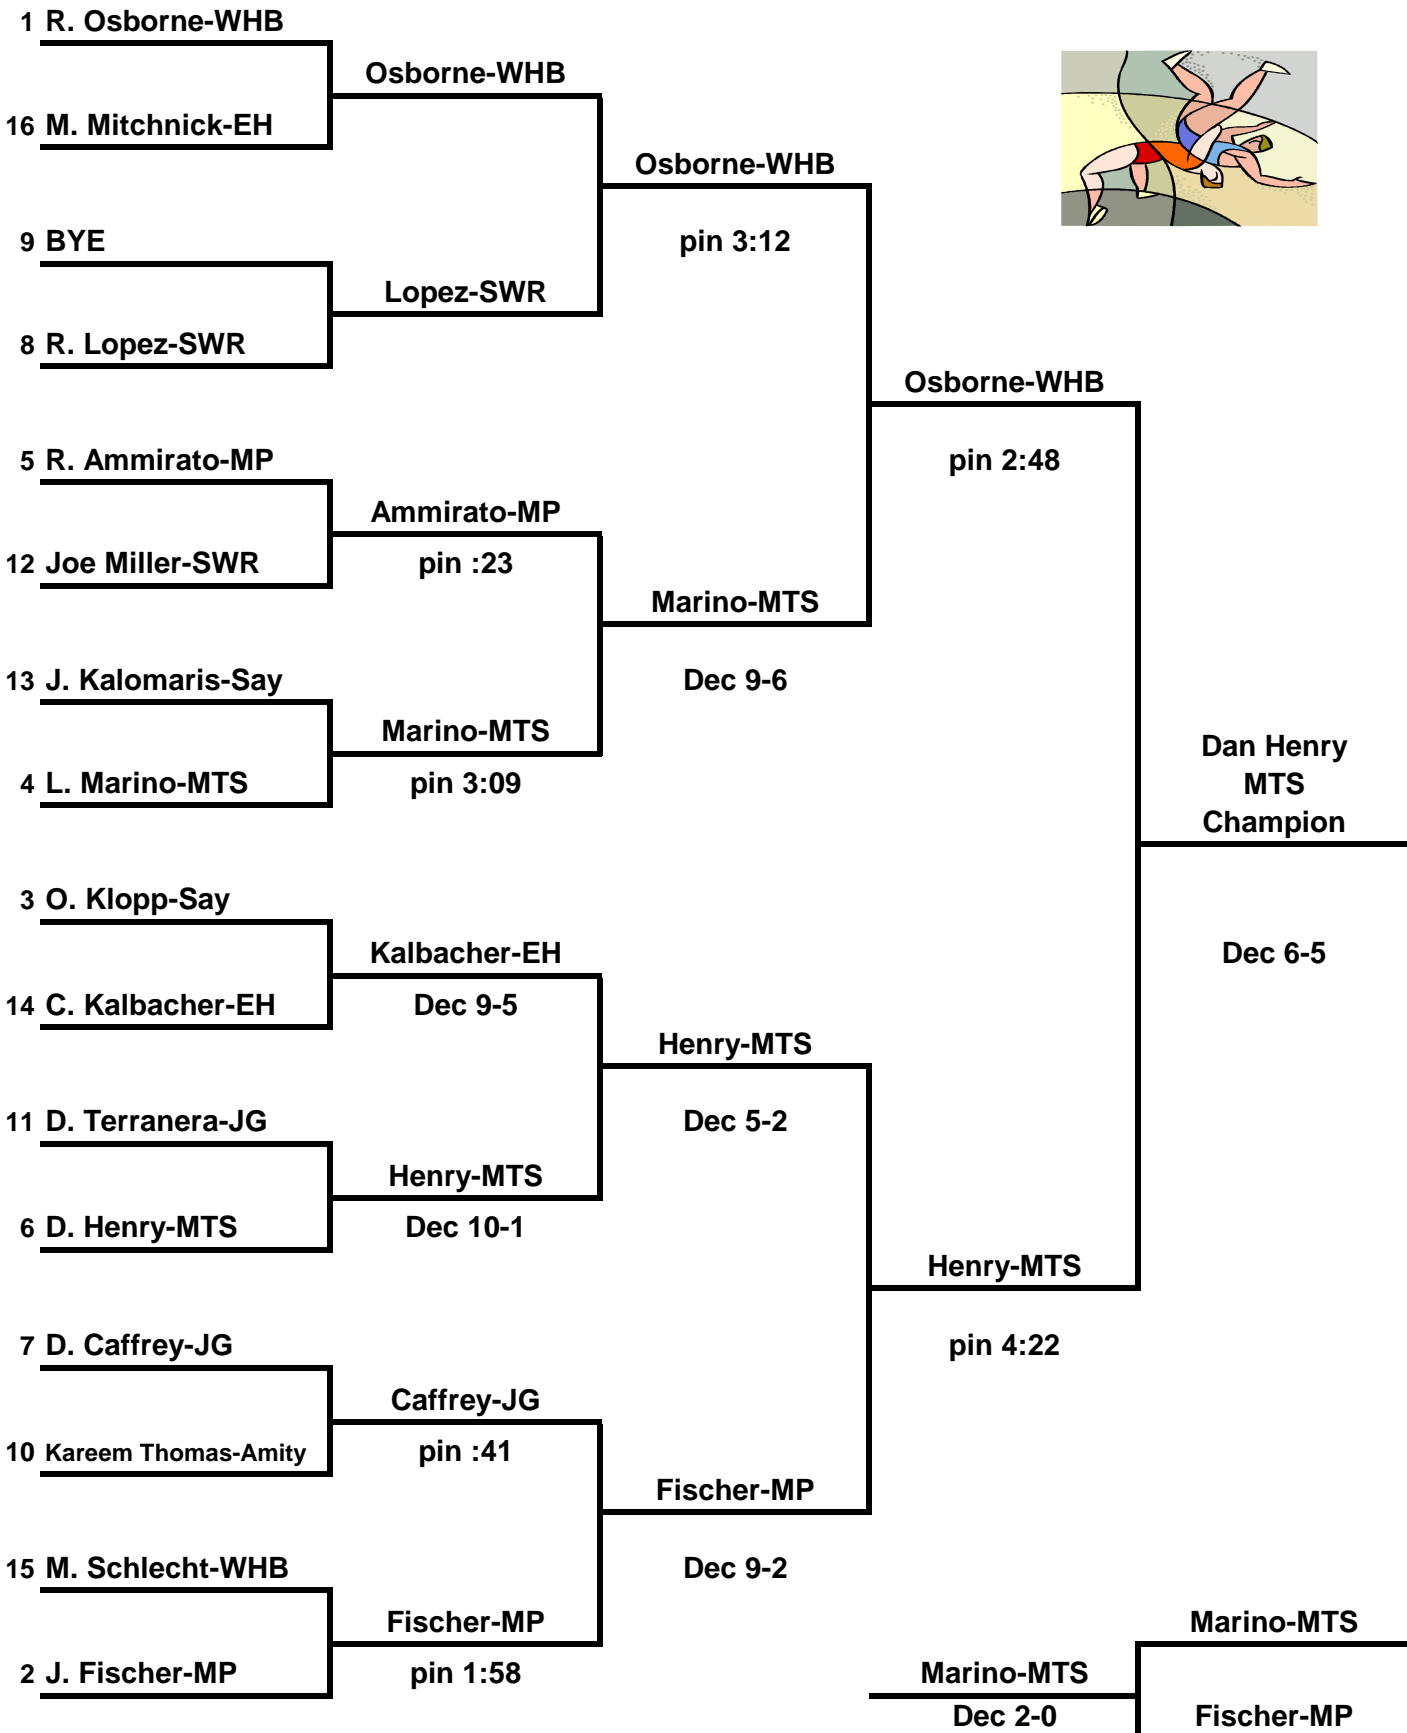 1 R. Osborne-WHB
Osborne-WHB
16 M. Mitchnick-EH
Osborne-WHB
9 BYE
pin 3:12
Lopez-SWR
8 R. Lopez-SWR
Osborne-WHB
5 R. Ammirato-MP
pin 2:48
Ammirato-MP
12 Joe Miller-SWR
pin :23
Marino-MTS
13 J. Kalomaris-Say
Dec 9-6
Marino-MTS
Dan Henry
MTS
Champion
4 L. Marino-MTS
pin 3:09
3 O. Klopp-Say
Kalbacher-EH
Dec 6-5
14 C. Kalbacher-EH
Dec 9-5
Henry-MTS
11 D. Terranera-JG
Dec 5-2
Henry-MTS
6 D. Henry-MTS
Dec 10-1
Henry-MTS
7 D. Caffrey-JG
pin 4:22
Caffrey-JG
10 Kareem Thomas-Amity
pin :41
Fischer-MP
15 M. Schlecht-WHB
Dec 9-2
Fischer-MP
Marino-MTS
2 J. Fischer-MP
pin 1:58
Marino-MTS
Dec 2-0
Fischer-MP